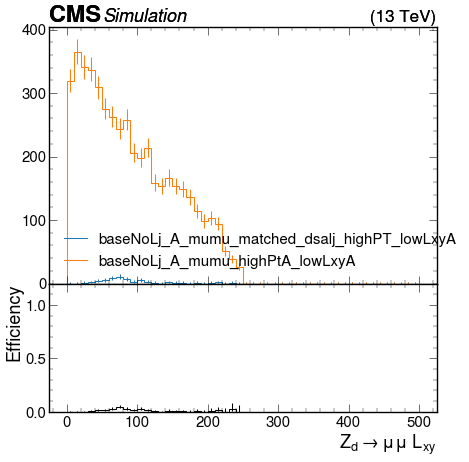 CMS Simulation (13 TeV)
400
300
200
100
baseNoLj_A_mumu_matched_dsalj_highPT_lowLxyA
baseNoLj_A_mumu_highPtA_lowLxyA
0
1.0
Efficiency
0.5
0.0
0 100 200 300 400 500
Z_d → μ μ L_xy